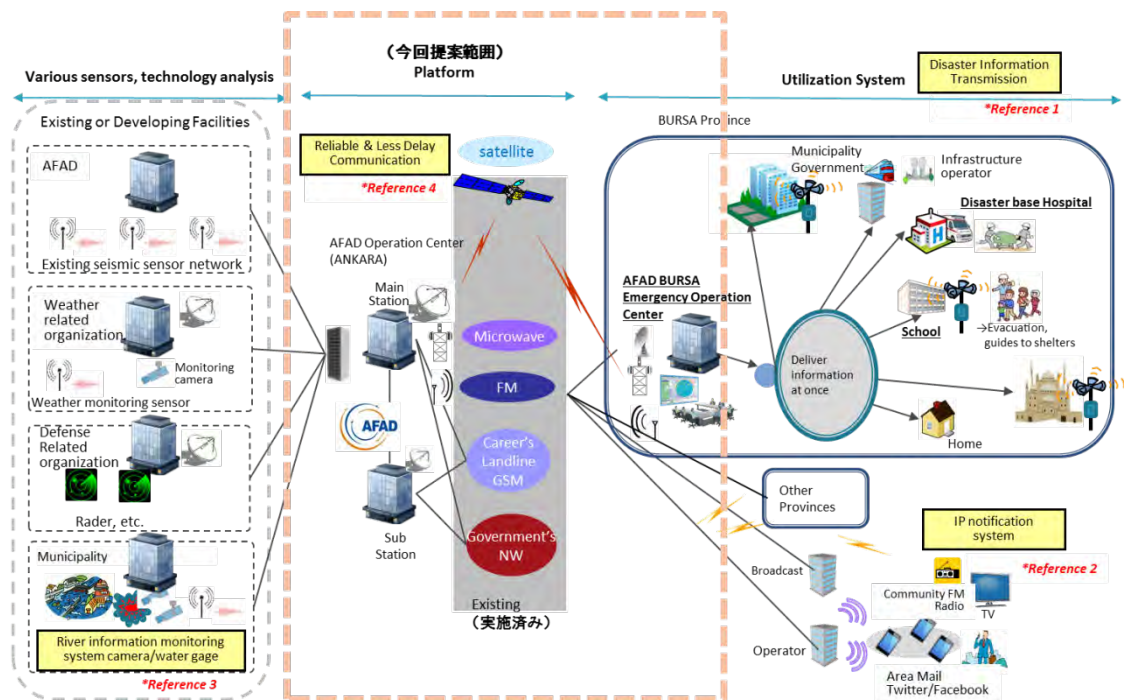 (今回提案範囲)
Platform
Various sensors, technology analysis
Utilization System
Disaster Information
Transmission
*Reference 1
Existing or Developing Facilities
AFAD
Existing seismic sensor network
Weather
related
organization
Monitoring
camera
Weather monitoring sensor
Defense
Related
organization
Rader, etc.
Municipality
River information monitoring
system camera/water gage
*Reference 3
Reliable & Less Delay
Communication
*Reference 4
satellite
AFAD Operation Center
(ANKARA)
Main
Station
Microwave
FM
AFAD
Career's
Landline
GSM
Sub
Station
Government's
NW
Existing
(実施済み)
BURSA Province
Municipality
Government
Infrastructure
operator
Disaster base Hospital
H
AFAD BURSA
Emergency Operation
Center
School
→Evacuation,
guides to shelters
Deliver
information
at once
Home
Other
Provinces
IP notification
system
*Reference 2
Broadcast
Community FM
Radio
TV
Operator
Area Mail
Twitter/Facebook